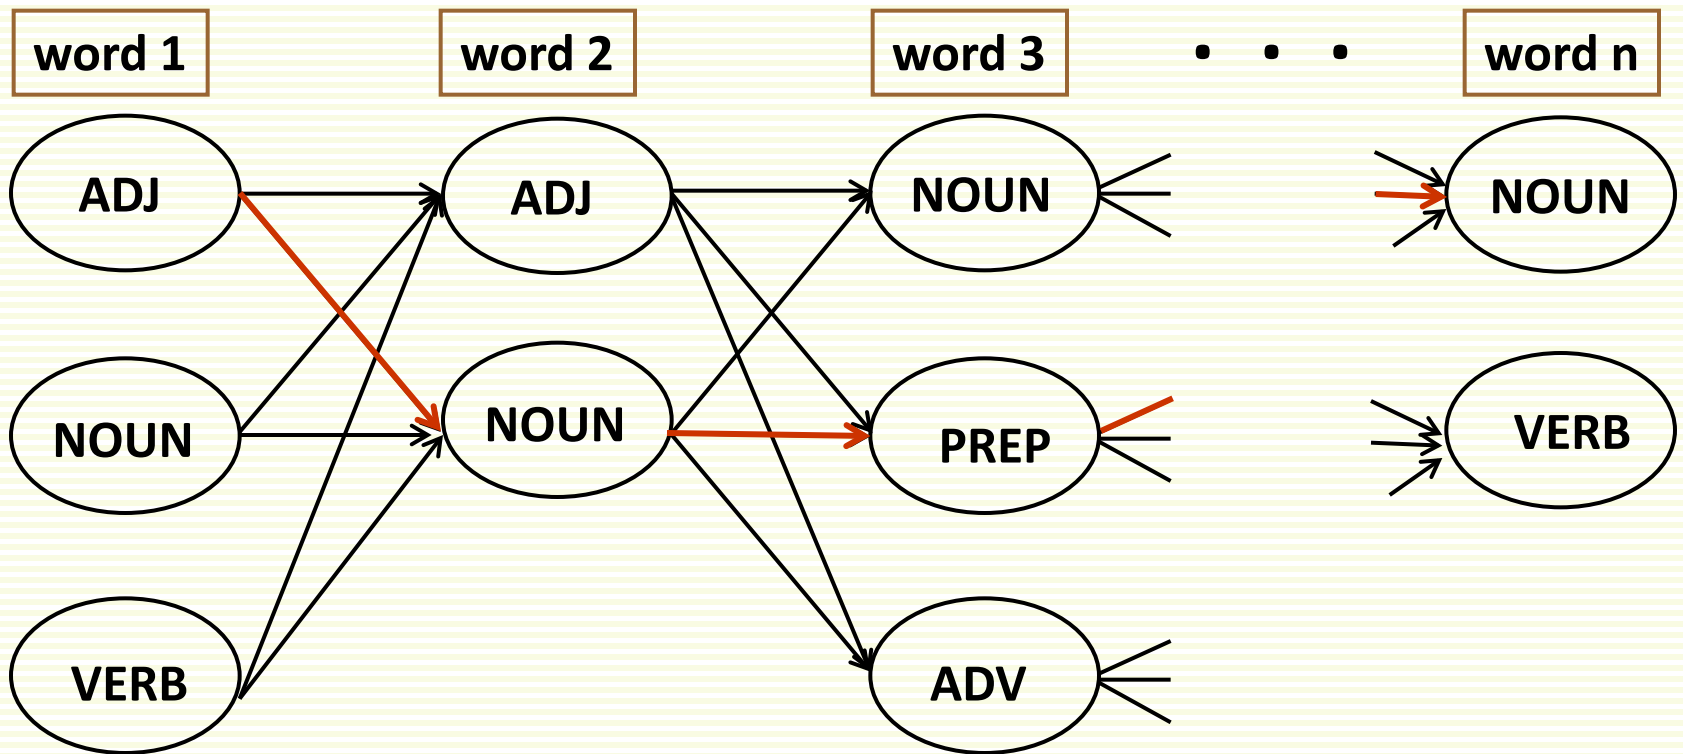 word 1 word 2 word 3 . . . word n
ADJ ADJ NOUN NOUN
NOUN NOUN PREP VERB
VERB ADV